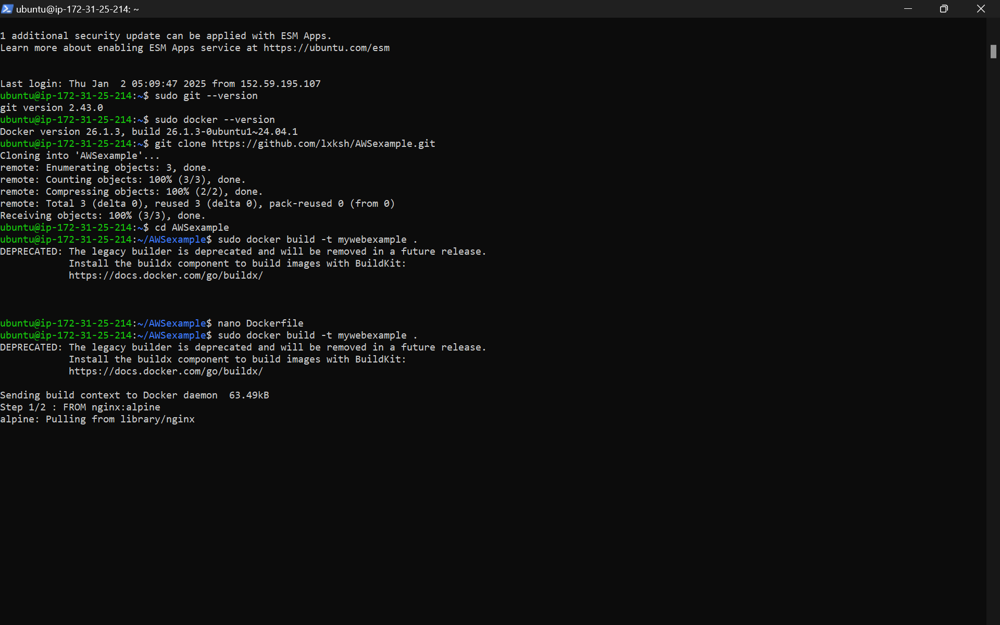 ubuntu@ip-172-31-25-214: ~
1 additional security update can be applied with ESM Apps.
Learn more about enabling ESM Apps service at https://ubuntu.com/esm
Last login: Thu Jan  2 05:09:47 2025 from 152.59.195.107
ubuntu@ip-172-31-25-214:~$ sudo git --version
git version 2.43.0
ubuntu@ip-172-31-25-214:~$ sudo docker --version
Docker version 26.1.3, build 26.1.3-0ubuntu1~24.04.1
ubuntu@ip-172-31-25-214:~$ git clone https://github.com/lxksh/AWSexample.git
Cloning into 'AWSexample'...
remote: Enumerating objects: 3, done.
remote: Counting objects: 100% (3/3), done.
remote: Compressing objects: 100% (2/2), done.
remote: Total 3 (delta 0), reused 3 (delta 0), pack-reused 0 (from 0)
Receiving objects: 100% (3/3), done.
ubuntu@ip-172-31-25-214:~$ cd AWSexample
ubuntu@ip-172-31-25-214:~/AWSexample$ sudo docker build -t mywebexample .
DEPRECATED: The legacy builder is deprecated and will be removed in a future release.
            Install the buildx component to build images with BuildKit:
            https://docs.docker.com/go/buildx/
ubuntu@ip-172-31-25-214:~/AWSexample$ nano Dockerfile
ubuntu@ip-172-31-25-214:~/AWSexample$ sudo docker build -t mywebexample .
DEPRECATED: The legacy builder is deprecated and will be removed in a future release.
            Install the buildx component to build images with BuildKit:
            https://docs.docker.com/go/buildx/
Sending build context to Docker daemon  63.49kB
Step 1/2 : FROM nginx:alpine
alpine: Pulling from library/nginx